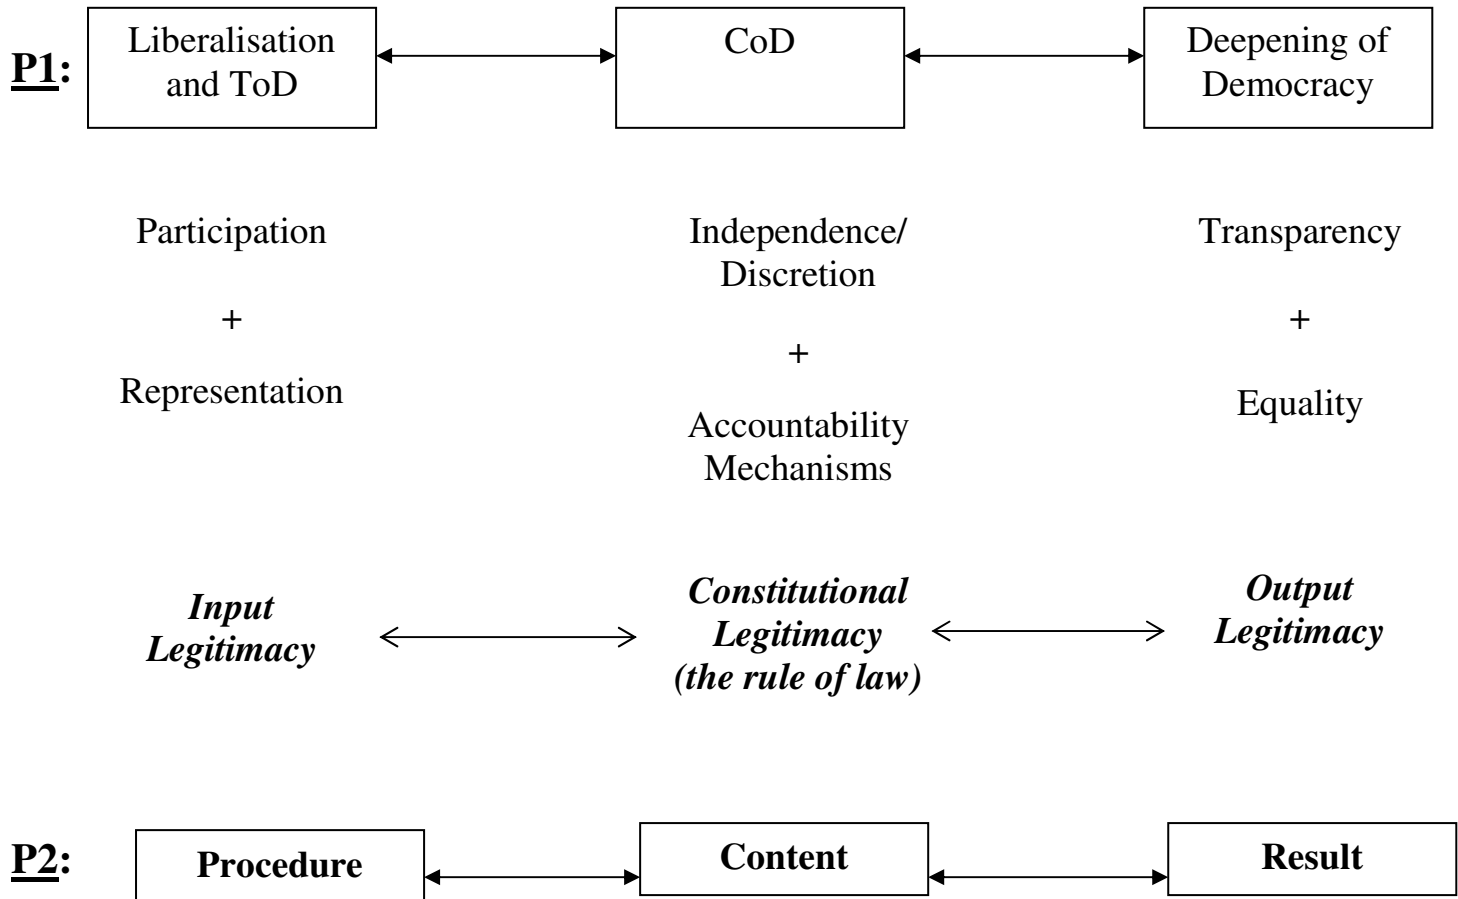 P1:
Liberalisation
and ToD
CoD
Deepening of
Democracy
Participation
+
Representation
Independence/
Discretion
+
Accountability
Mechanisms
Transparency
+
Equality
Input
Legitimacy
Constitutional
Legitimacy
(the rule of law)
Output
Legitimacy
P2:
Procedure
Content
Result